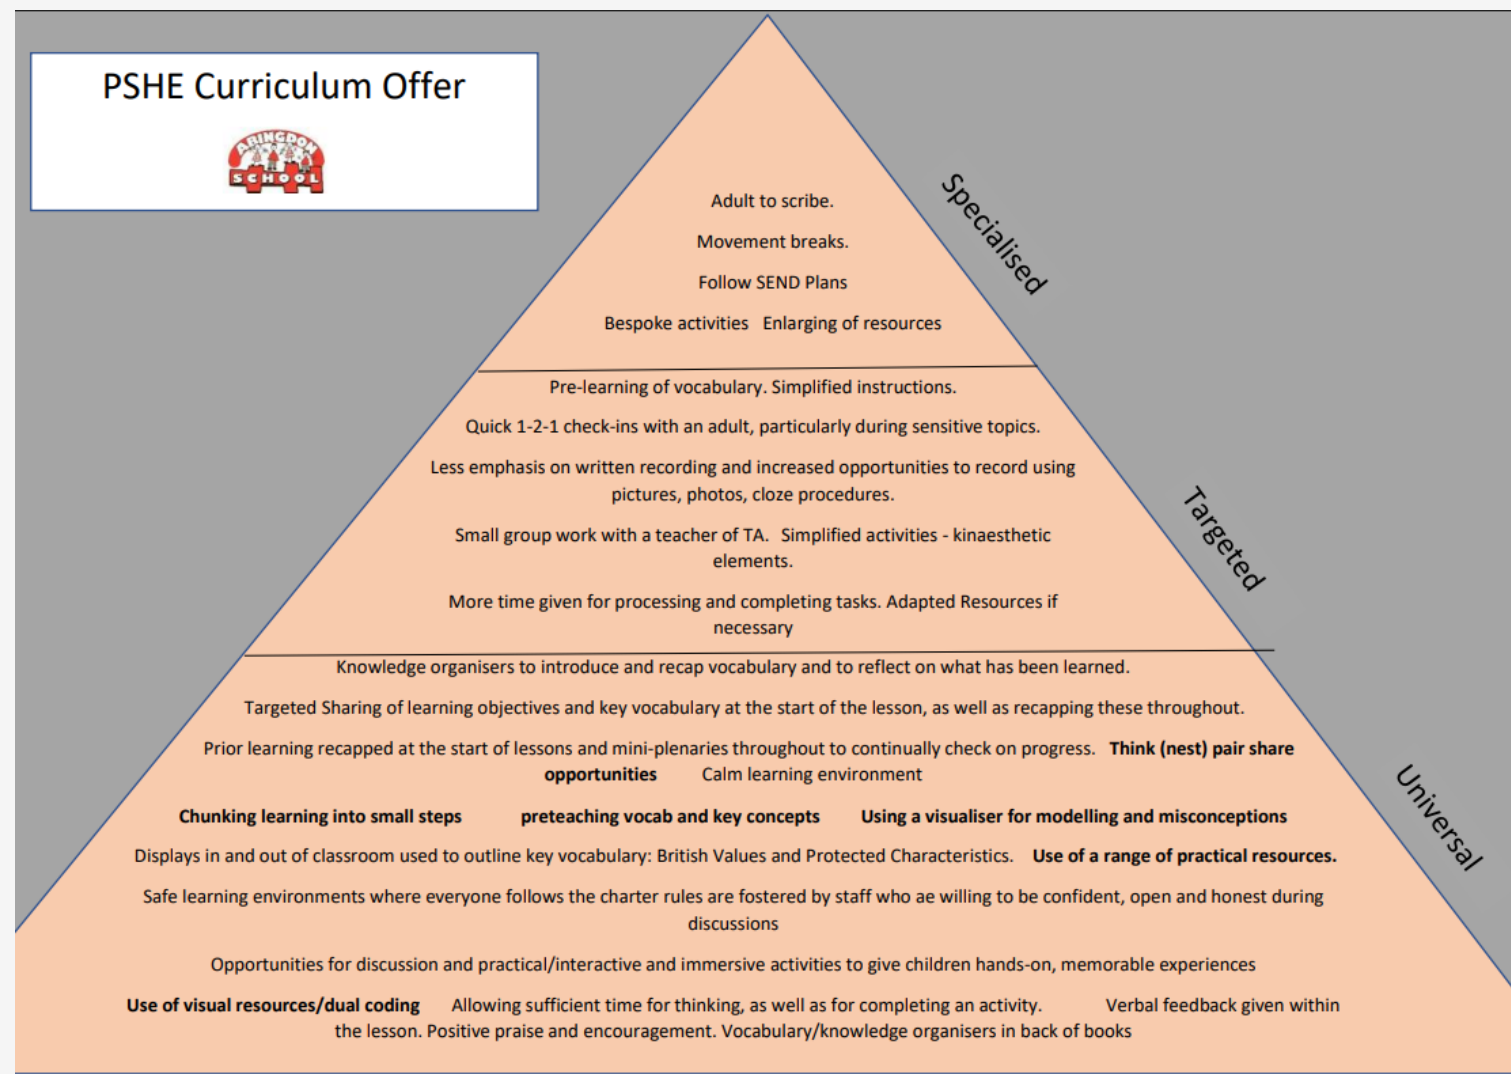 PSHE Curriculum Offer
ABINGDON
SCHOOL
Specialised
Adult to scribe.
Movement breaks.
Follow SEND Plans
Bespoke activities Enlarging of resources
Targeted
Pre-learning of vocabulary. Simplified instructions.
Quick 1-2-1 check-ins with an adult, particularly during sensitive topics.
Less emphasis on written recording and increased opportunities to record using
pictures, photos, cloze procedures.
Small group work with a teacher of TA. Simplified activities - kinaesthetic
elements.
More time given for processing and completing tasks. Adapted Resources if
necessary
Universal
Knowledge organisers to introduce and recap vocabulary and to reflect on what has been learned.
Targeted Sharing of learning objectives and key vocabulary at the start of the lesson, as well as recapping these throughout.
Prior learning recapped at the start of lessons and mini-plenaries throughout to continually check on progress. Think (nest) pair share
opportunities Calm learning environment
Chunking learning into small steps preteaching vocab and key concepts Using a visualiser for modelling and misconceptions
Displays in and out of classroom used to outline key vocabulary: British Values and Protected Characteristics. Use of a range of practical resources.
Safe learning environments where everyone follows the charter rules are fostered by staff who ae willing to be confident, open and honest during
discussions
Opportunities for discussion and practical/interactive and immersive activities to give children hands-on, memorable experiences
Use of visual resources/dual coding Allowing sufficient time for thinking, as well as for completing an activity. Verbal feedback given within
the lesson. Positive praise and encouragement. Vocabulary/knowledge organisers in back of books